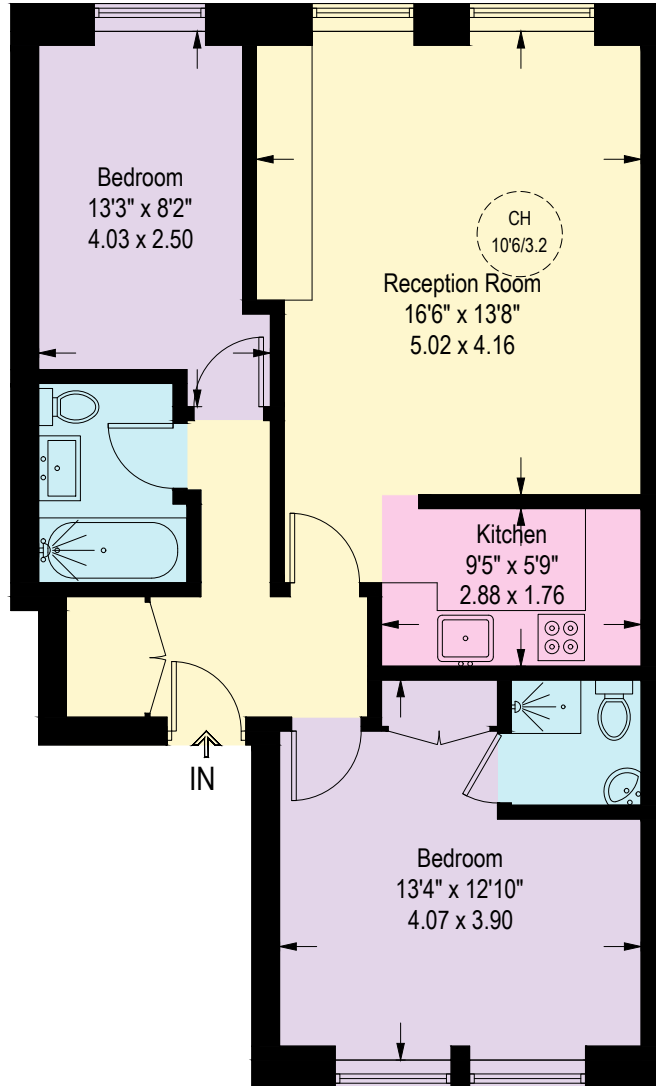 Bedroom
13'3" x 8'2"
4.03 x 2.50
CH
10'6/3.2
Reception Room
16'6" x 13'8"
5.02 x 4.16
Kitchen
9'5" x 5'9"
2.88 x 1.76
IN
Bedroom
13'4" x 12'10"
4.07 x 3.90